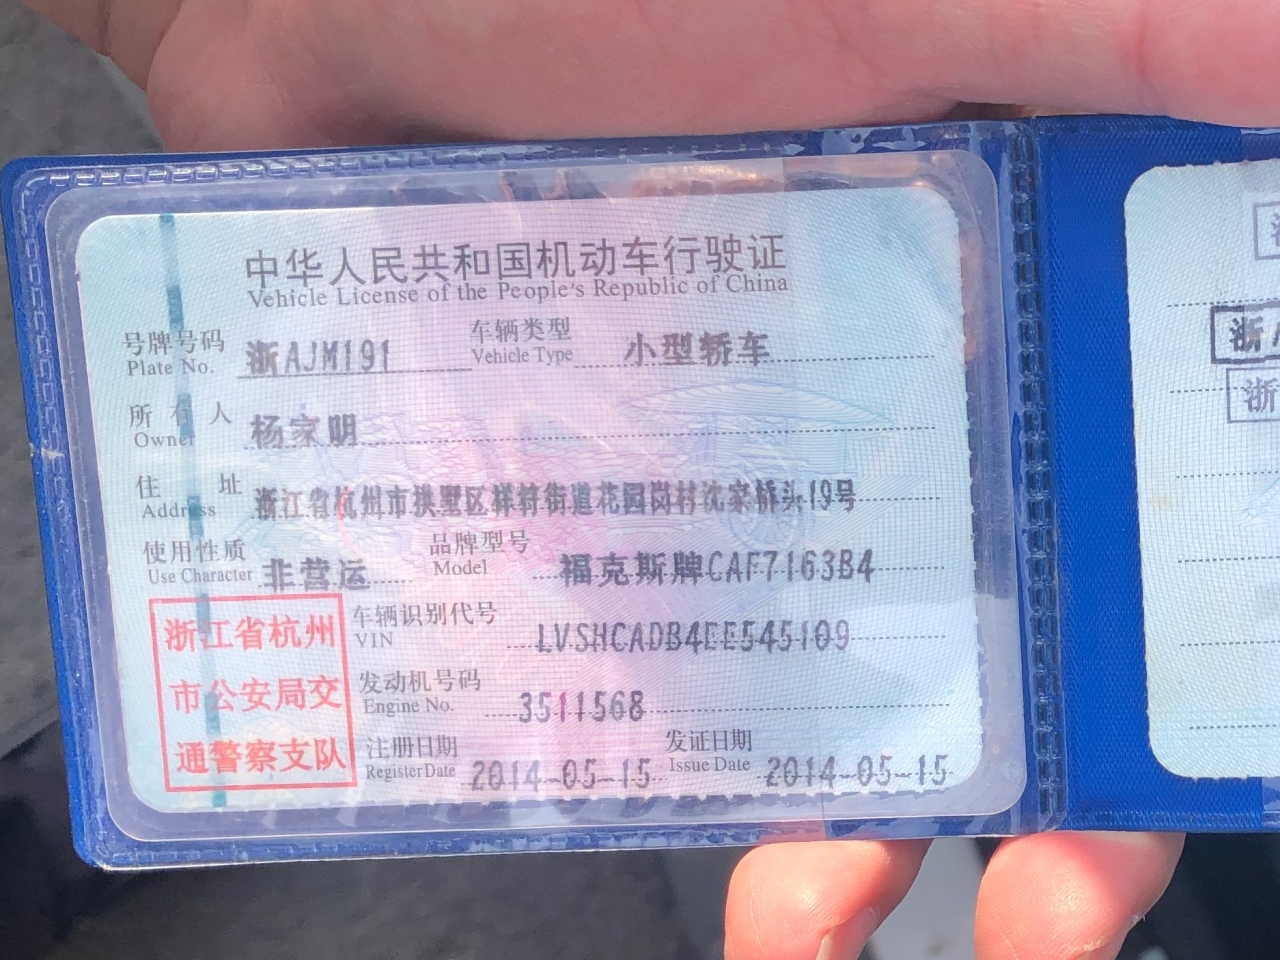 中华人民共和国机动车行驶证
Vehicle License of the People's Republic of China
号牌号码 浙AJM191 车辆类型 小型轿车
Plate No. Vehicle Type
所有人 杨家明
Owner
住址 浙江省杭州市拱墅区祥符街道花园岗村沈家桥头19号
Address
使用性质 非营运 品牌型号 福克斯牌CAF7163B4
Use Character Model
浙江省杭州
市公安局交
通警察支队
车辆识别代号 LVSHCADB4EE545109
VIN
发动机号码 3511568
Engine No.
注册日期 2014-05-15 发证日期 2014-05-15
Register Date Issue Date
浙
浙